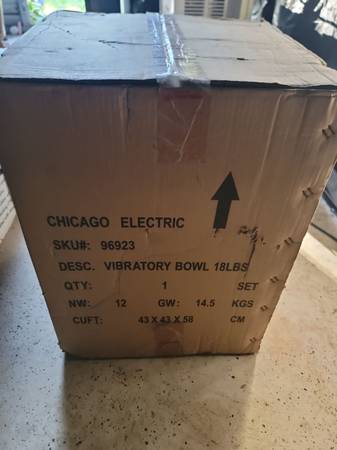 CHICAGO ELECTRIC
SKU#: 96923
DESC. VIBRATORY BOWL 18LBS
QTY: 1 SET
NW: 12 GW: 14.5 KGS
CUFT: 43 X 43 X 58 CM